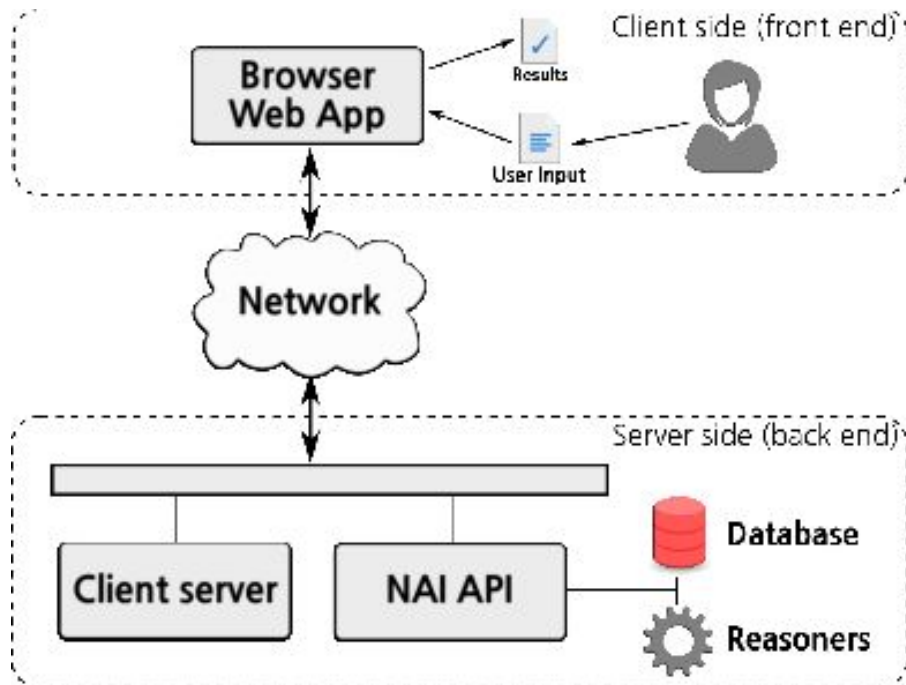 Client side (front end)
Browser
Web App
Results
User Input
Network
Server side (back end)
Client server
NAI API
Database
Reasoners